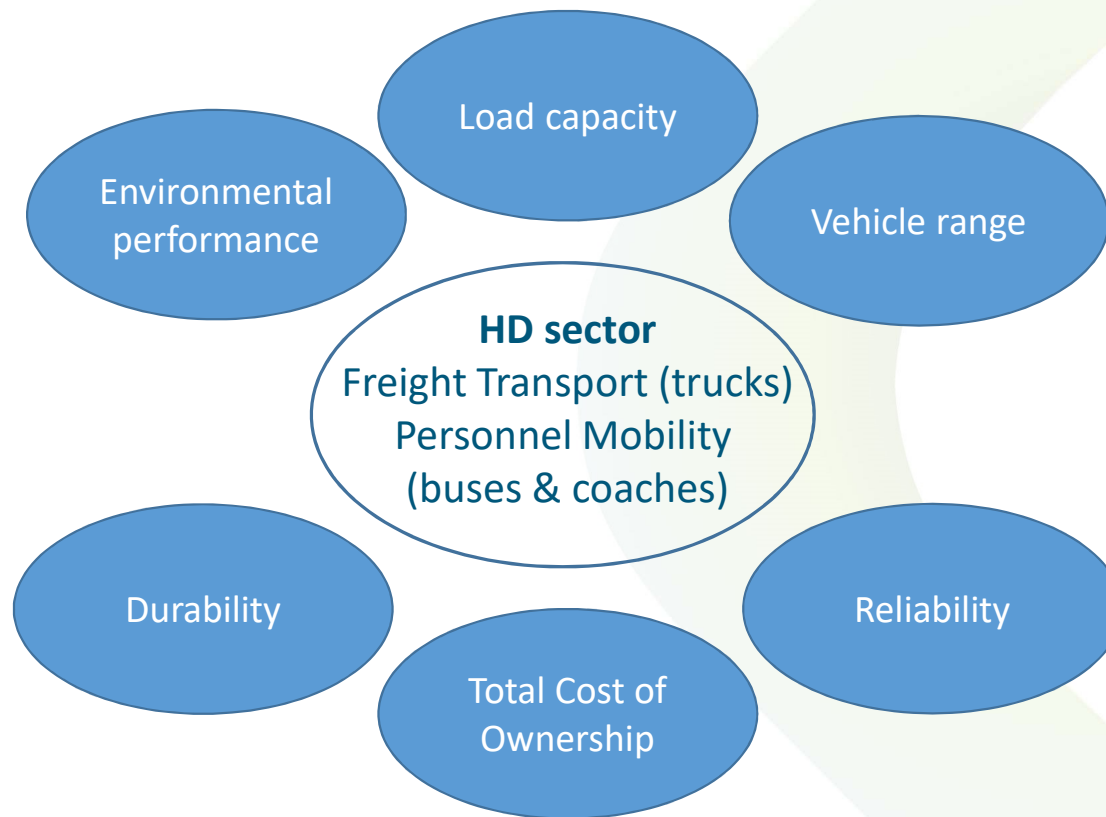 Load capacity
Environmental
performance
Vehicle range
HD sector
Freight Transport (trucks)
Personnel Mobility
(buses & coaches)
Durability
Reliability
Total Cost of
Ownership